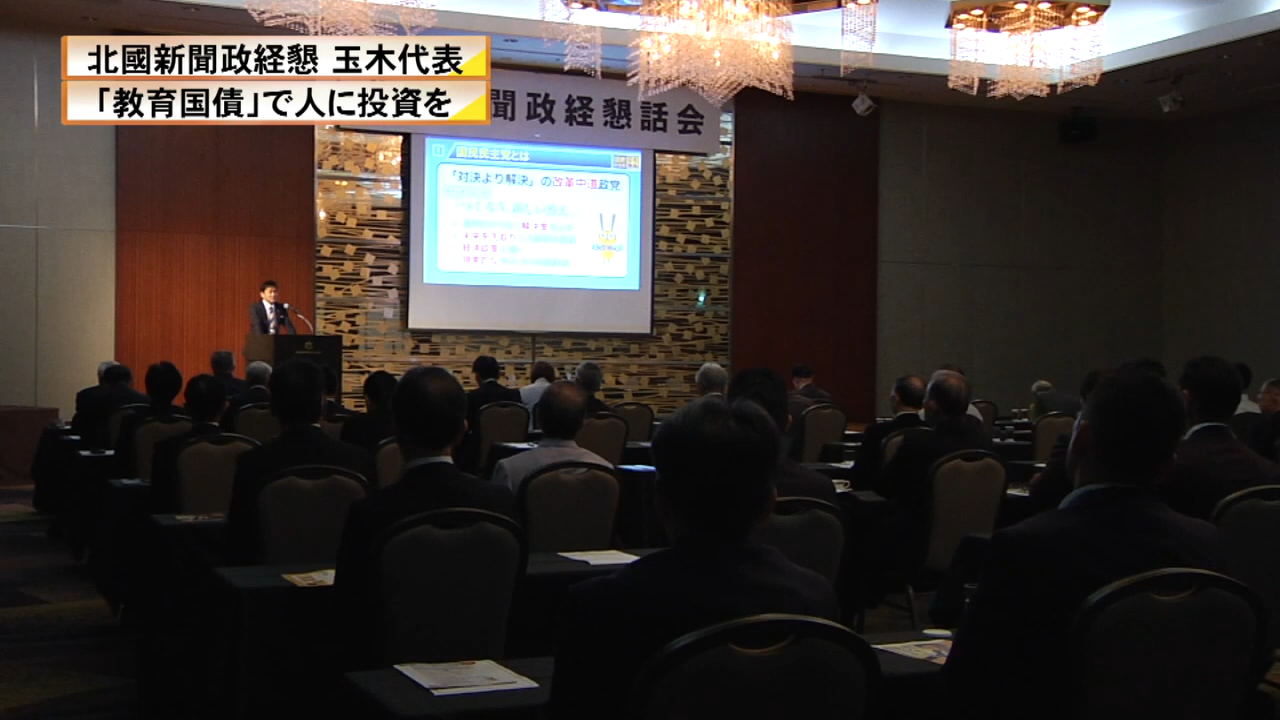 北國新聞政経懇 玉木代表
「教育国債」で人に投資を
聞政経懇話会
国民民主党とは
「対決より解決」の改革中道政党